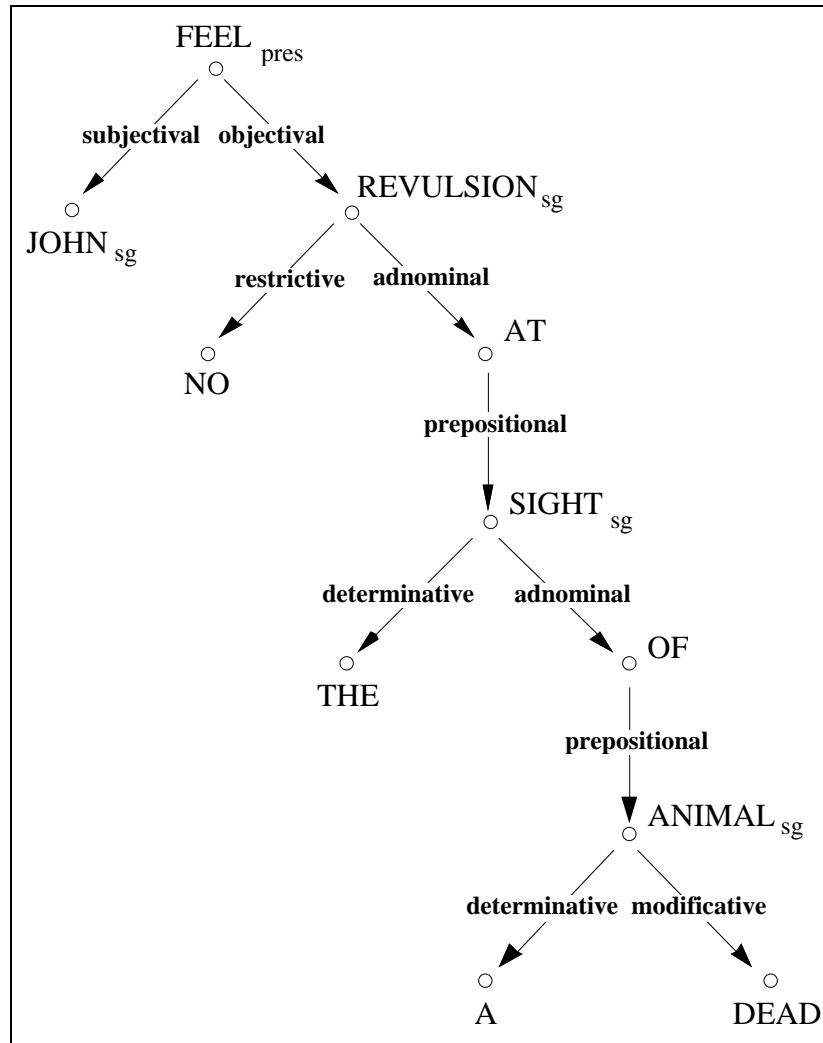 FEEL pres
subjectival objectival
REVULSION sg
JOHN sg
restrictive adnominal
AT
NO
prepositional
SIGHT sg
determinative adnominal
OF
THE
prepositional
ANIMAL sg
determinative modificative
A DEAD